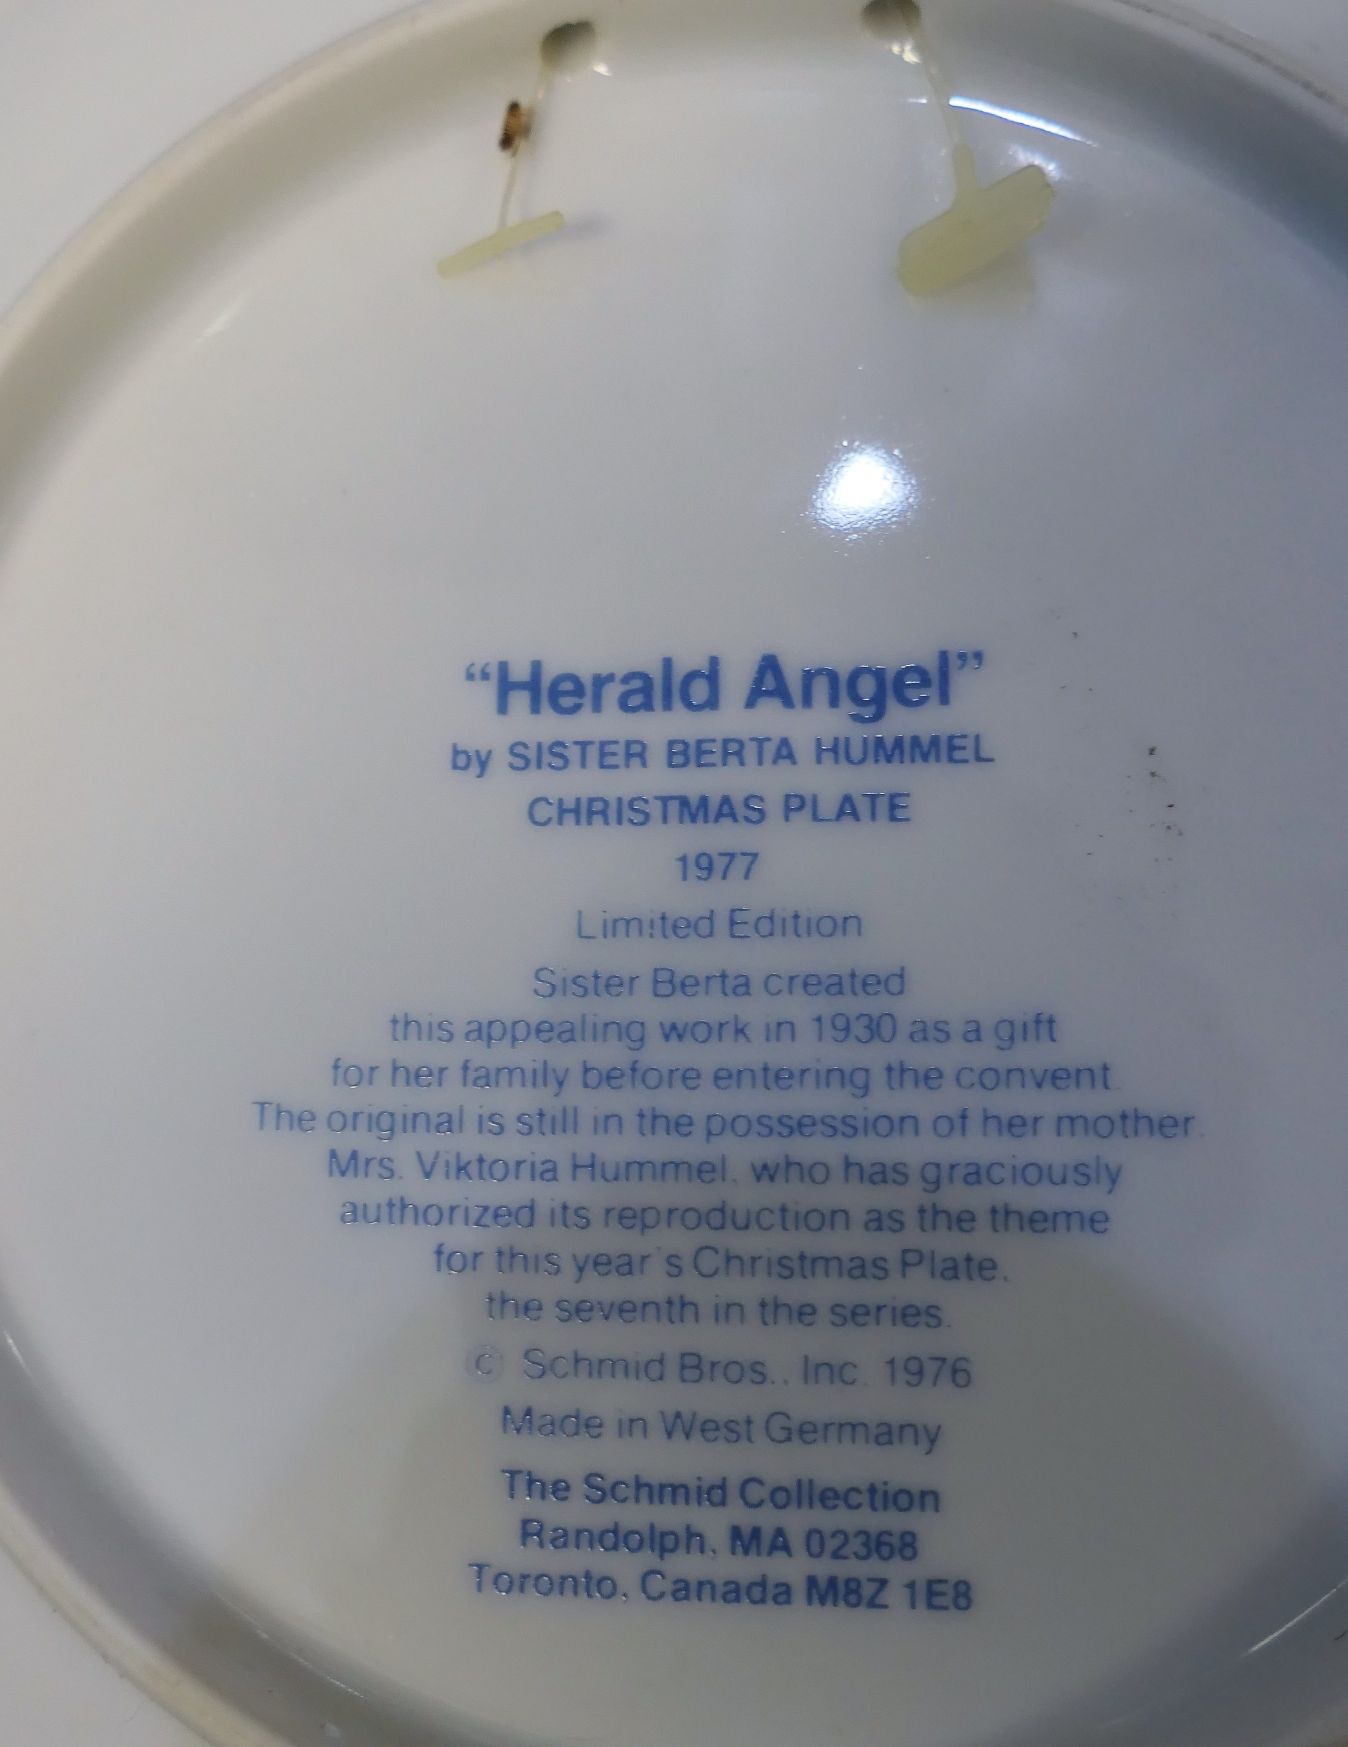 “Herald Angel”
by SISTER BERTA HUMMEL
CHRISTMAS PLATE
1977
Limited Edition
Sister Berta created
this appealing work in 1930 as a gift
for her family before entering the convent.
The original is still in the possession of her mother.
Mrs. Viktoria Hummel, who has graciously
authorized its reproduction as the theme
for this year's Christmas Plate,
the seventh in the series.
© Schmid Bros., Inc. 1976
Made in West Germany
The Schmid Collection
Randolph, MA 02368
Toronto, Canada M8Z 1E8